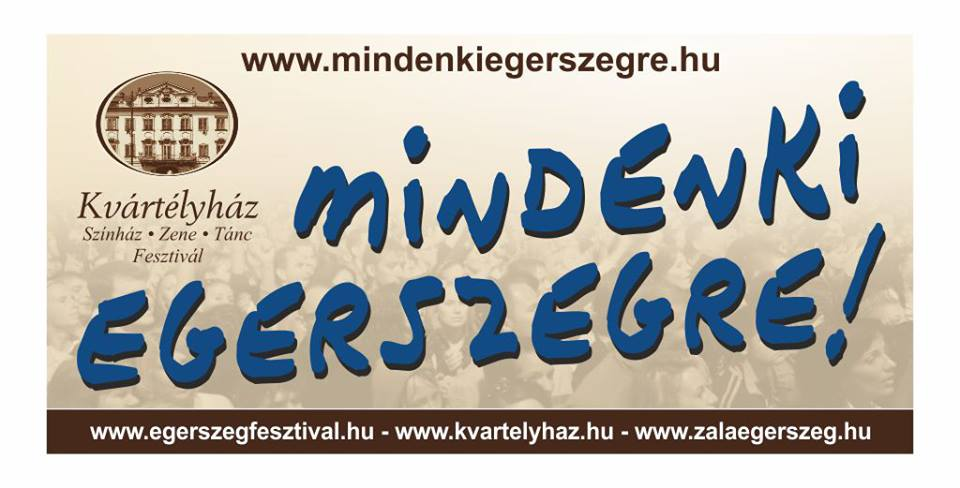 www.mindenkiegerszegre.hu
Kvártélyház
Színház • Zene • Tánc
Fesztivál
MiNDENKi
EGERSZEGRE!
www.egerszegfesztival.hu - www.kvartelyhaz.hu - www.zalaegerszeg.hu